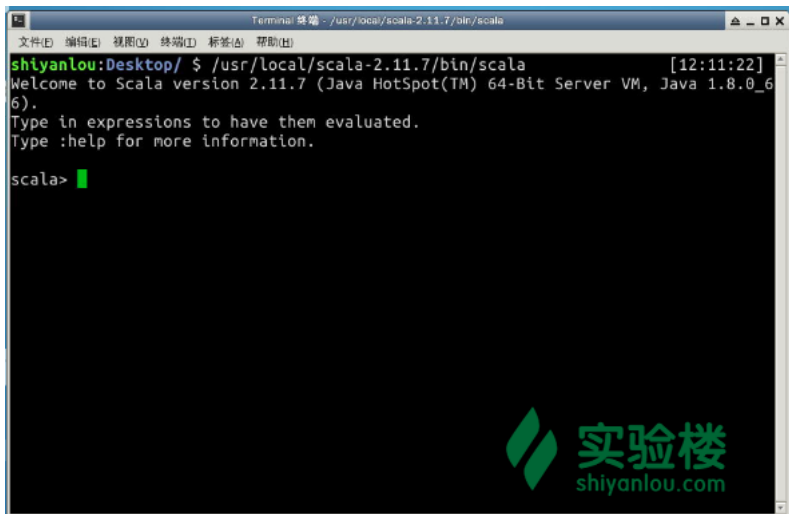 Terminal 终端 - /usr/local/scala-2.11.7/bin/scala
文件(F) 编辑(E) 视图(V) 终端(T) 标签(A) 帮助(H)
shiyanlou:Desktop/ $ /usr/local/scala-2.11.7/bin/scala [12:11:22]
Welcome to Scala version 2.11.7 (Java HotSpot(TM) 64-Bit Server VM, Java 1.8.0_6
6).
Type in expressions to have them evaluated.
Type :help for more information.
scala>
实验楼
shiyanlou.com